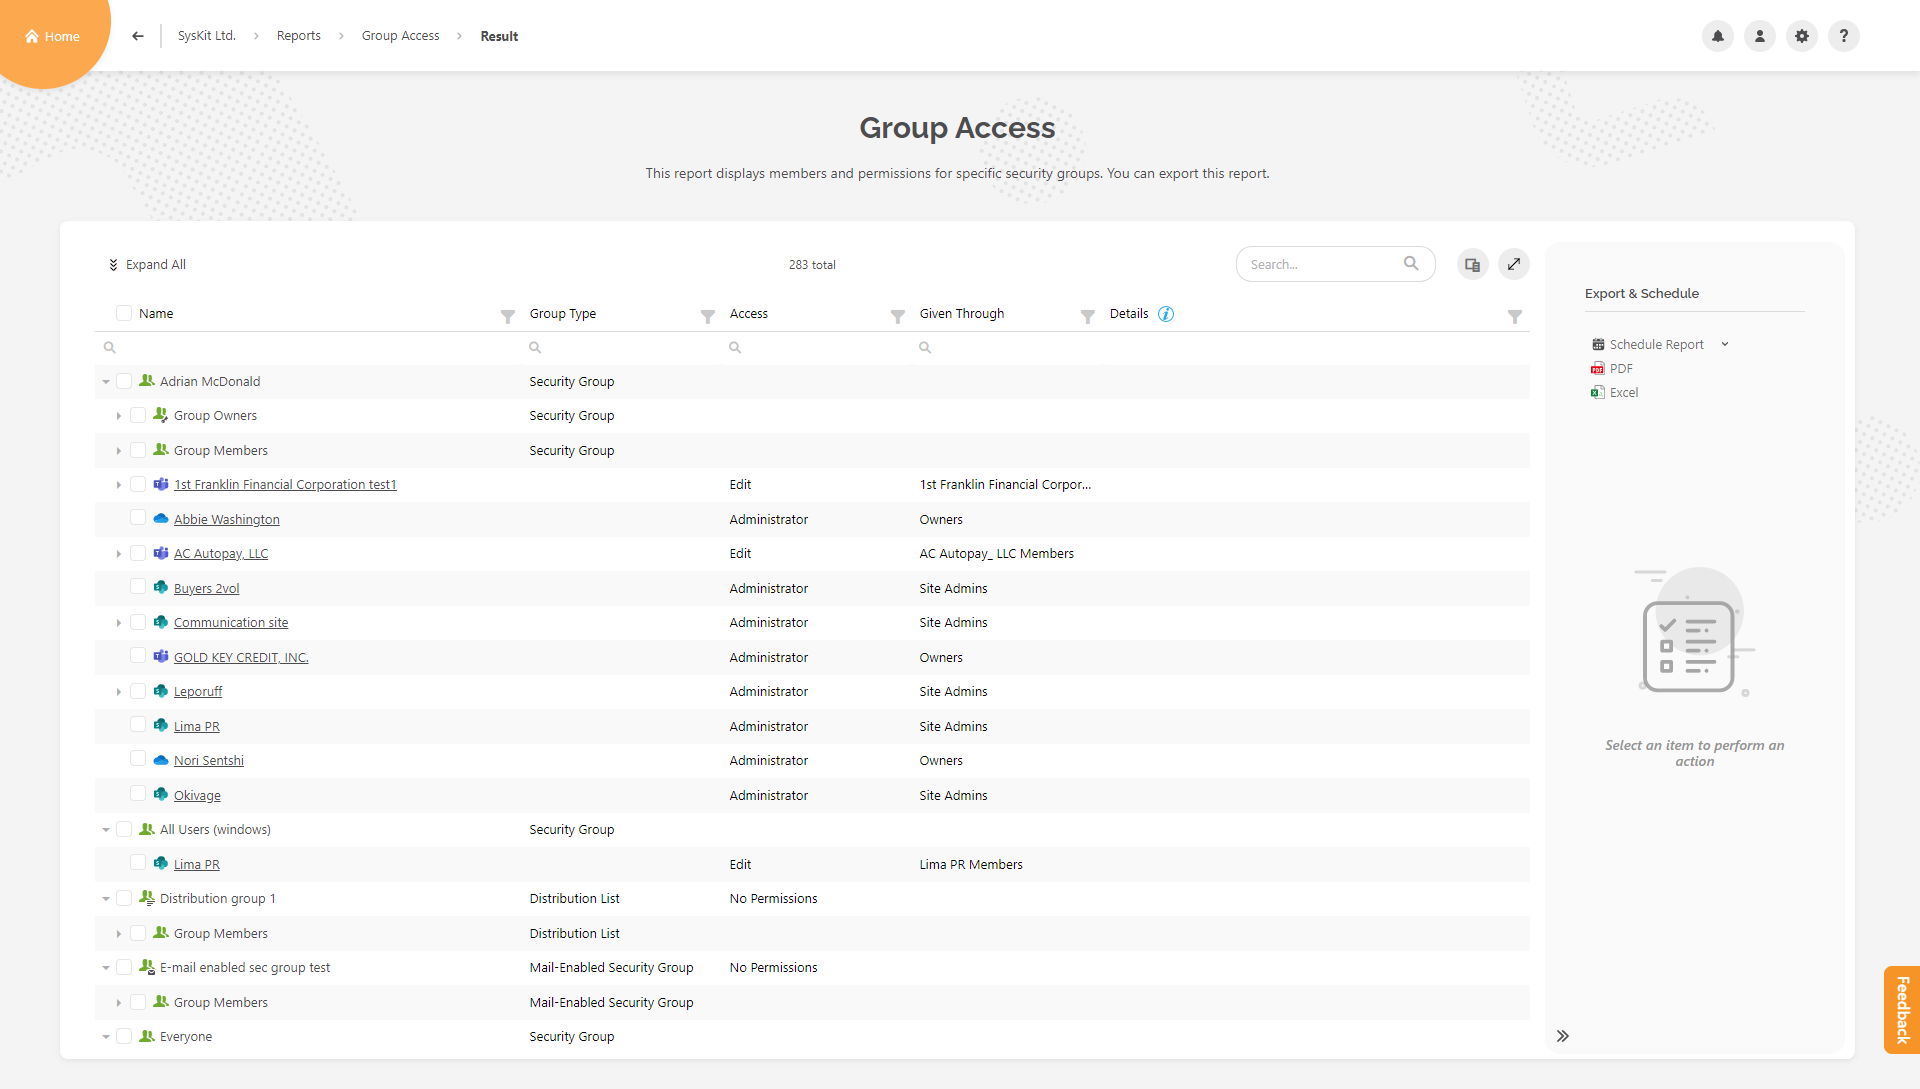 Home
SysKit Ltd. > Reports > Group Access > Result
?
Group Access
This report displays members and permissions for specific security groups. You can export this report.
Expand All
283 total
Search...
Name Group Type Access Given Through Details i
Adrian McDonald Security Group
Group Owners Security Group
Group Members Security Group
1st Franklin Financial Corporation test1 Edit 1st Franklin Financial Corpor...
Abbie Washington Administrator Owners
AC Autopay, LLC Edit AC Autopay_ LLC Members
Buyers 2vol Administrator Site Admins
Communication site Administrator Site Admins
GOLD KEY CREDIT, INC. Administrator Owners
Leporuff Administrator Site Admins
Lima PR Administrator Site Admins
Nori Sentshi Administrator Owners
Okivage Administrator Site Admins
All Users (windows) Security Group
Lima PR Edit Lima PR Members
Distribution group 1 Distribution List No Permissions
Group Members Distribution List
E-mail enabled sec group test Mail-Enabled Security Group No Permissions
Group Members Mail-Enabled Security Group
Everyone Security Group
Export & Schedule
Schedule Report
PDF
Excel
Select an item to perform an
action
Feedback